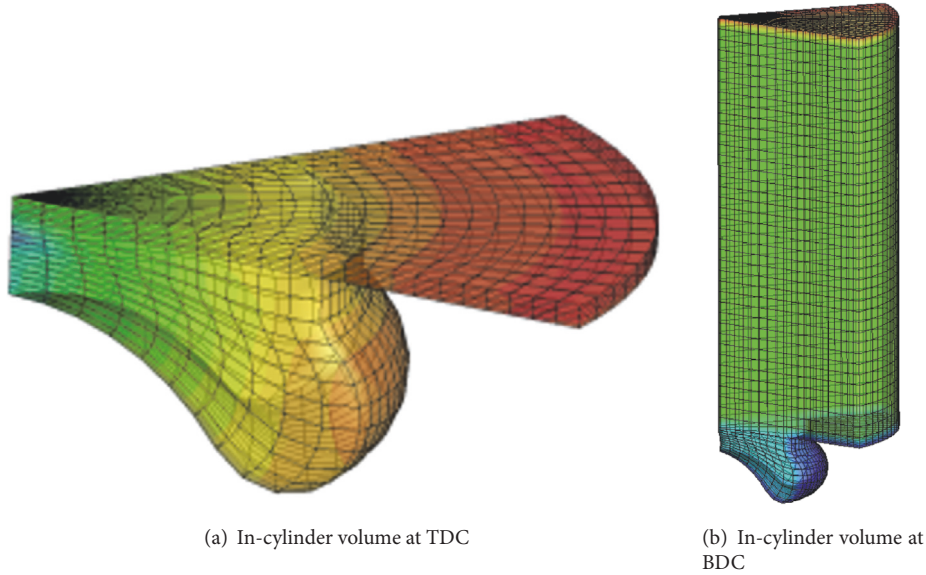 (a) In-cylinder volume at TDC
(b) In-cylinder volume at
BDC